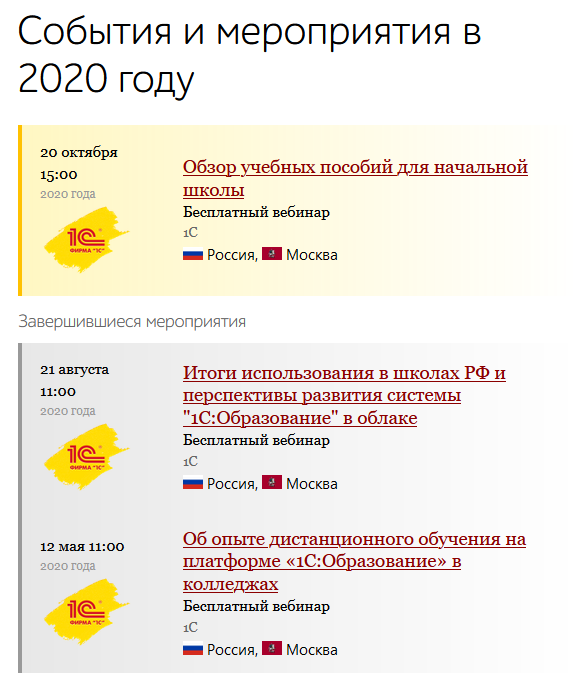 События и мероприятия в
2020 году
20 октября
15:00
2020 года
1С
ФИРМА "1С"
Обзор учебных пособий для начальной
школы
Бесплатный вебинар
1С
Россия, Москва
Завершившиеся мероприятия
21 августа
11:00
2020 года
1С
ФИРМА "1С"
Итоги использования в школах РФ и
перспективы развития системы
"1С:Образование" в облаке
Бесплатный вебинар
1С
Россия, Москва
12 мая 11:00
2020 года
1С
ФИРМА "1С"
Об опыте дистанционного обучения на
платформе «1С:Образование» в
колледжах
Бесплатный вебинар
1С
Россия, Москва